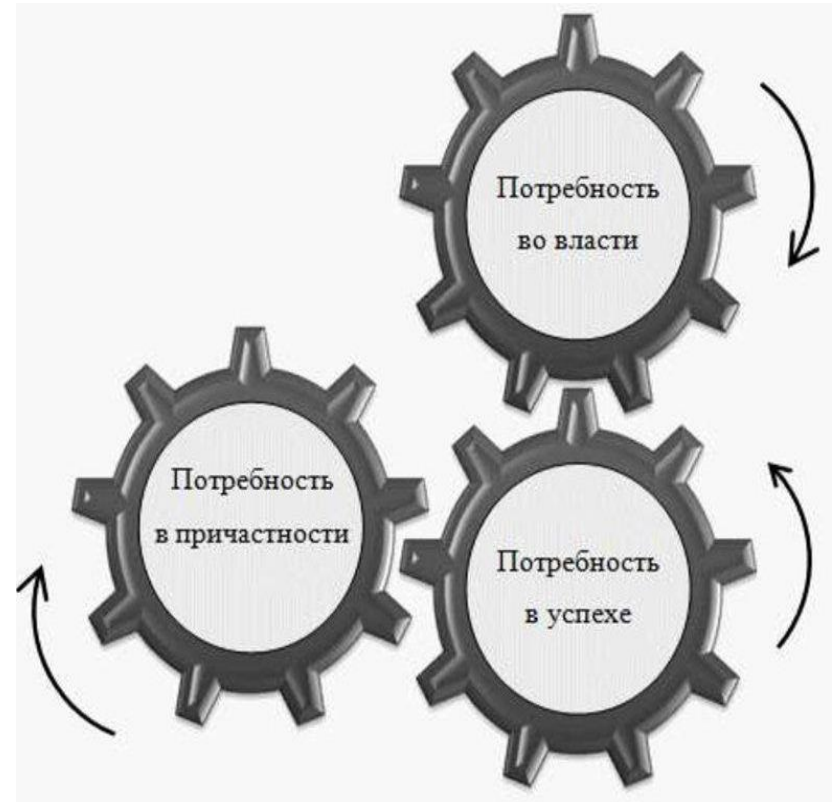 Потребность
во власти
Потребность
в причастности
Потребность
в успехе